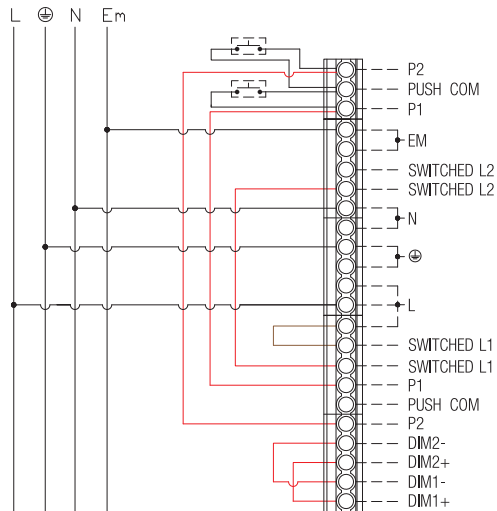 L ⏚ N Em
P2
PUSH COM
P1
EM
SWITCHED L2
SWITCHED L2
N
⏚
L
SWITCHED L1
SWITCHED L1
P1
PUSH COM
P2
DIM2-
DIM2+
DIM1-
DIM1+